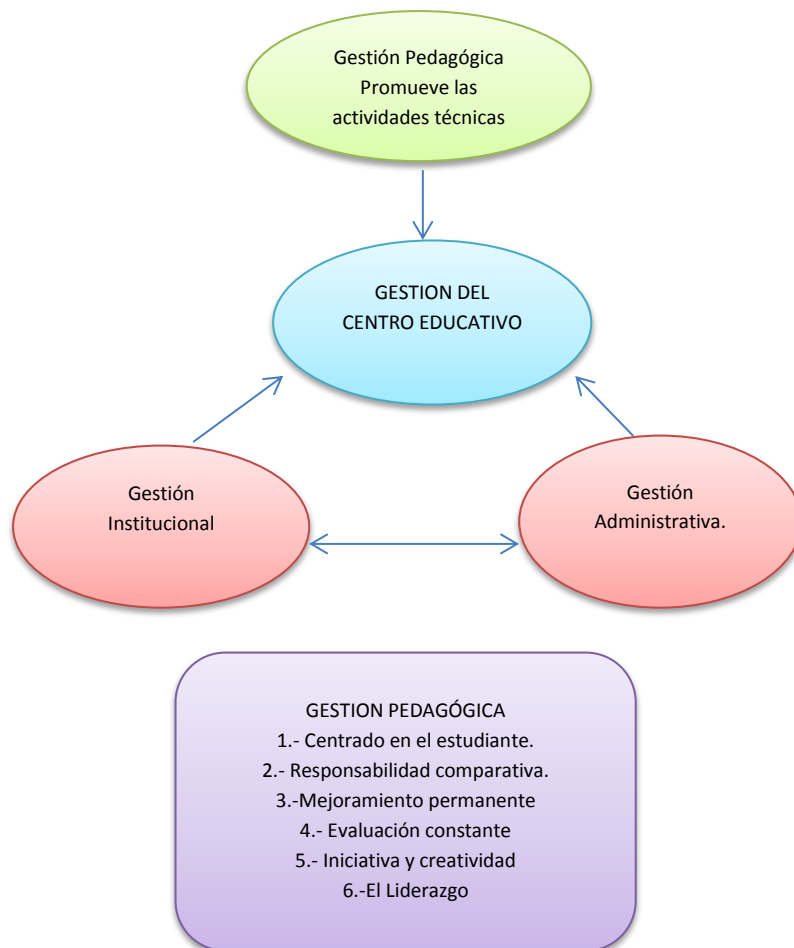 Gestión Pedagógica
Promueve las
actividades técnicas
GESTION DEL
CENTRO EDUCATIVO
Gestión
Institucional
Gestión
Administrativa.
GESTION PEDAGÓGICA
1.- Centrado en el estudiante.
2.- Responsabilidad comparativa.
3.-Mejoramiento permanente
4.- Evaluación constante
5.- Iniciativa y creatividad
6.-El Liderazgo